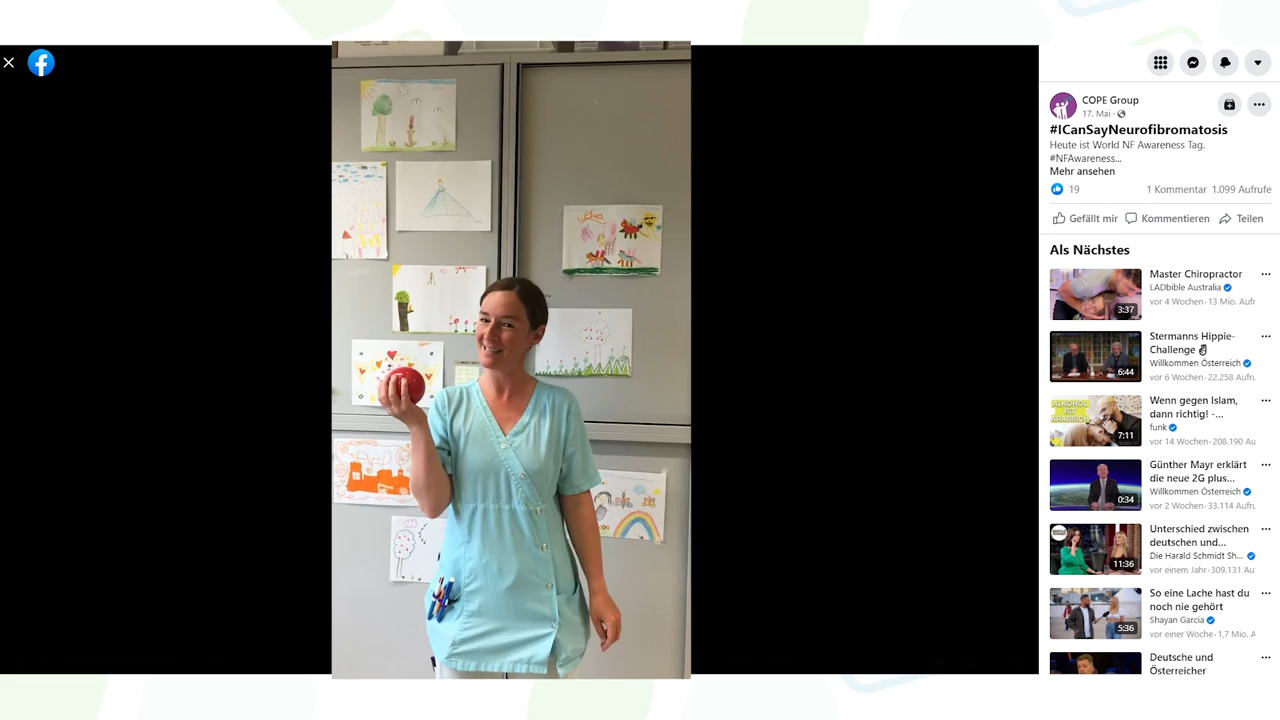 COPE Group
17. Mai ·
#ICanSayNeurofibromatosis
Heute ist World NF Awareness Tag.
#NFAwareness...
Mehr ansehen
19
1 Kommentar 1.099 Aufrufe
Gefällt mir
Kommentieren
Teilen
Als Nächstes
3:37
Master Chiropractor
LADbible Australia
vor 4 Wochen · 13 Mio. Aufr
6:44
Stermanns Hippie-
Challenge ✌
Willkommen Österreich
vor 6 Wochen · 22.258 Aufru
ALKOHOL
IST
ARABISCH
7:11
Wenn gegen Islam,
dann richtig! -...
funk
vor 14 Wochen · 208.190 Au
0:34
Günther Mayr erklärt
die neue 2G plus...
Willkommen Österreich
vor 2 Wochen · 33.114 Aufru
11:36
Unterschied zwischen
deutschen und...
Die Harald Schmidt Sh...
vor einem Jahr · 309.131 Au
5:36
So eine Lache hast du
noch nie gehört
Shayan Garcia
vor einer Woche · 1,7 Mio. A
Deutsche und
Österreicher